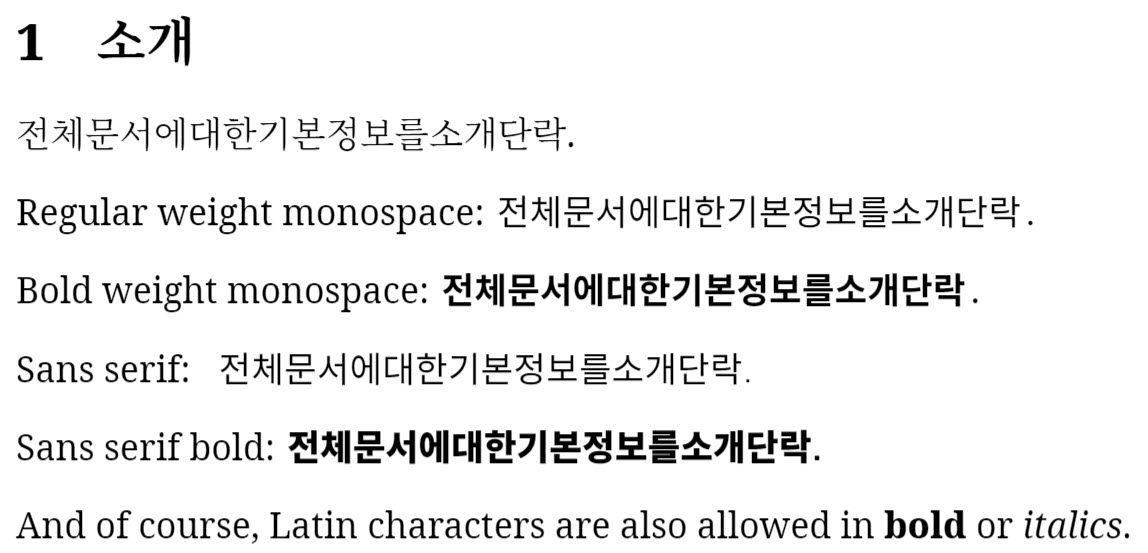 1 소개
전체문서에대한기본정보를소개단락.
Regular weight monospace: 전체문서에대한기본정보를소개단락.
Bold weight monospace: 전체문서에대한기본정보를소개단락.
Sans serif: 전체문서에대한기본정보를소개단락.
Sans serif bold: 전체문서에대한기본정보를소개단락.
And of course, Latin characters are also allowed in bold or italics.